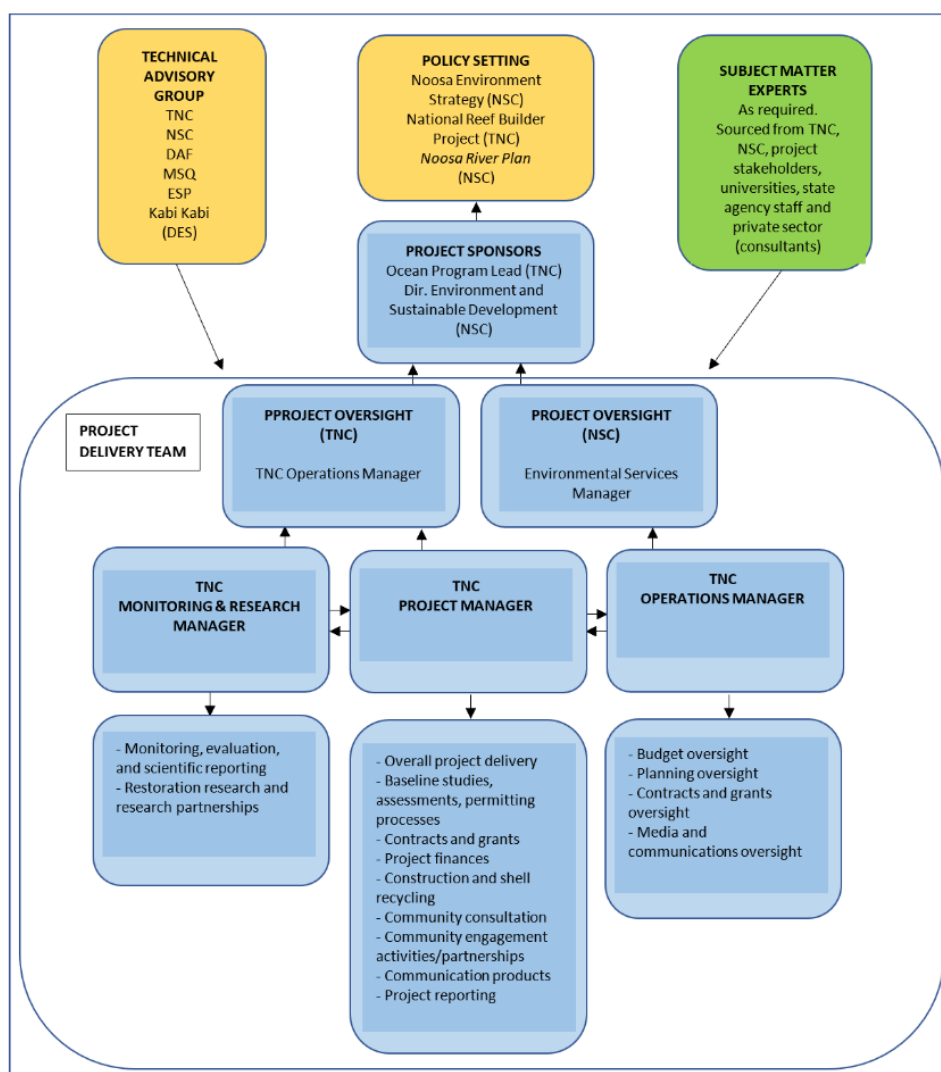 TECHNICAL
ADVISORY
GROUP
TNC
NSC
DAF
MSQ
ESP
Kabi Kabi
(DES)
POLICY SETTING
Noosa Environment
Strategy (NSC)
National Reef Builder
Project (TNC)
Noosa River Plan
(NSC)
SUBJECT MATTER
EXPERTS
As required.
Sourced from TNC,
NSC, project
stakeholders,
universities, state
agency staff and
private sector
(consultants)
PROJECT SPONSORS
Ocean Program Lead (TNC)
Dir. Environment and
Sustainable Development
(NSC)
PROJECT
DELIVERY TEAM
PPROJECT OVERSIGHT
(TNC)
TNC Operations Manager
PROJECT OVERSIGHT
(NSC)
Environmental Services
Manager
TNC
MONITORING & RESEARCH
MANAGER
TNC
PROJECT MANAGER
TNC
OPERATIONS MANAGER
- Monitoring, evaluation,
and scientific reporting
- Restoration research and
research partnerships
- Overall project delivery
- Baseline studies,
assessments, permitting
processes
- Contracts and grants
- Project finances
- Construction and shell
recycling
- Community consultation
- Community engagement
activities/partnerships
- Communication products
- Project reporting
- Budget oversight
- Planning oversight
- Contracts and grants
oversight
- Media and
communications oversight